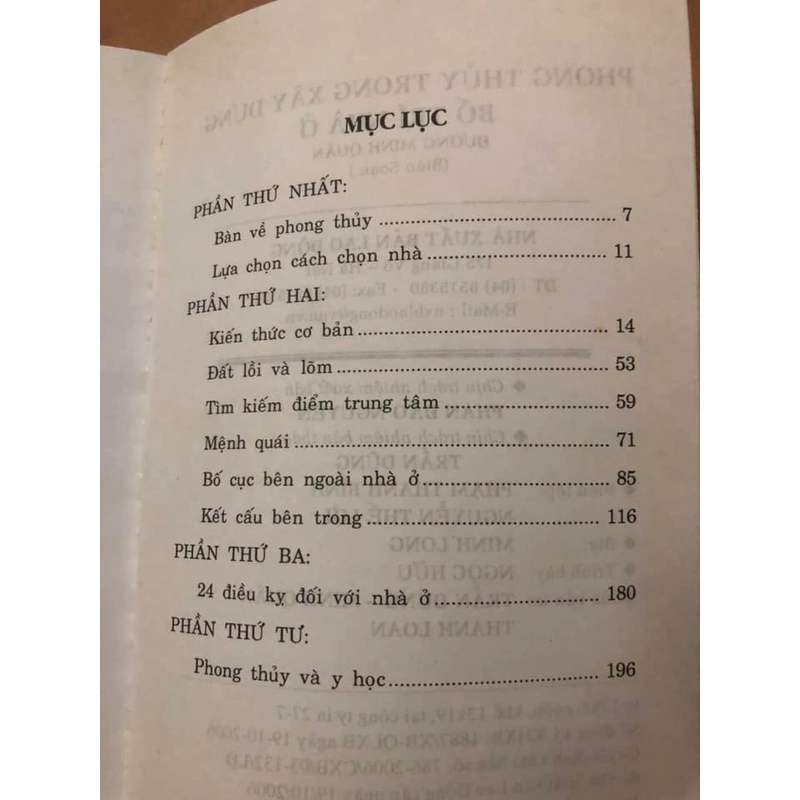 MỤC LỤC
PHẦN THỨ NHẤT:
Bàn về phong thủy ........ 7
Lựa chọn cách chọn nhà ........ 11
PHẦN THỨ HAI:
Kiến thức cơ bản ........ 14
Đất lồi và lõm ........ 53
Tìm kiếm điểm trung tâm ........ 59
Mệnh quái ........ 71
Bố cục bên ngoài nhà ở ........ 85
Kết cấu bên trong ........ 116
PHẦN THỨ BA:
24 điều kỵ đối với nhà ở ........ 180
PHẦN THỨ TƯ:
Phong thủy và y học ........ 196